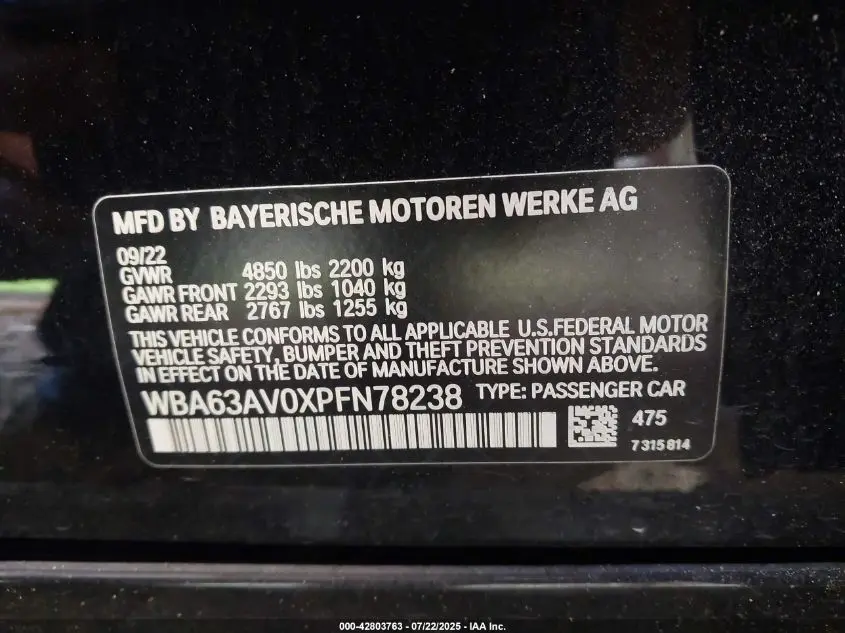 MFD BY BAYERISCHE MOTOREN WERKE AG
09/22
GVWR 4850 lbs 2200 kg
GAWR FRONT 2293 lbs 1040 kg
GAWR REAR 2767 lbs 1255 kg
THIS VEHICLE CONFORMS TO ALL APPLICABLE U.S.FEDERAL MOTOR
VEHICLE SAFETY, BUMPER AND THEFT PREVENTION STANDARDS
IN EFFECT ON THE DATE OF MANUFACTURE SHOWN ABOVE.
WBA63AV0XPFN78238 TYPE: PASSENGER CAR
475
7315814
000-42803763 - 07/22/2025 - IAA Inc.